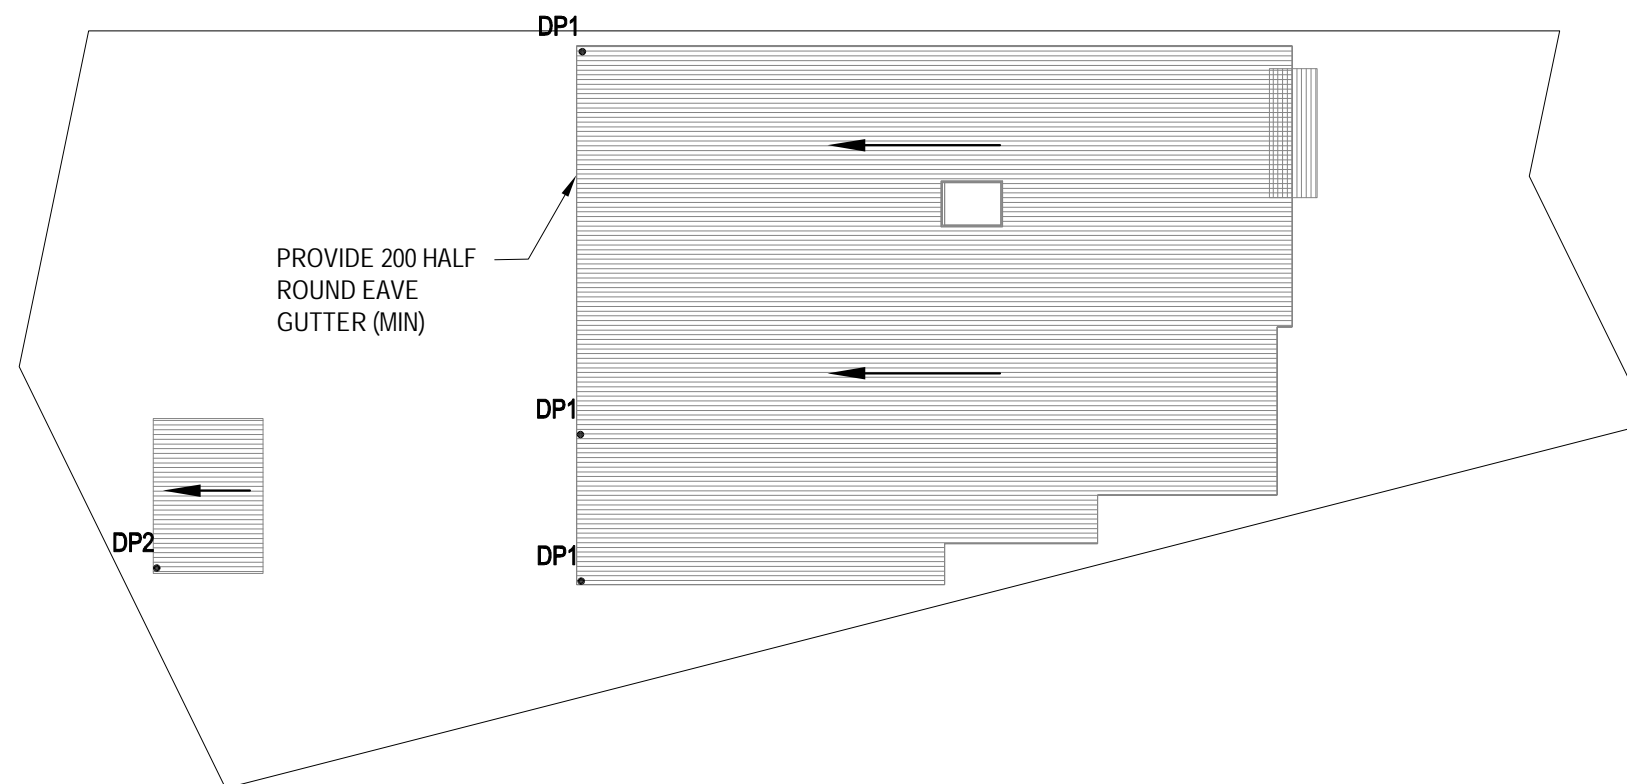 DP1
PROVIDE 200 HALF
ROUND EAVE
GUTTER (MIN)
DP1
DP2
DP1